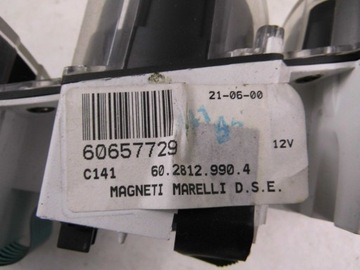 21-06-00
60657729
12V
C141 60.2812.990.4
MAGNETI MARELLI D.S.E.